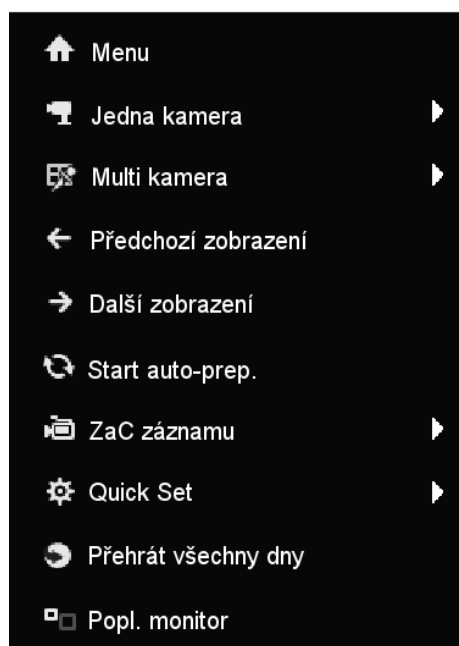 Menu
Jedna kamera
Multi kamera
Předchozí zobrazení
Další zobrazení
Start auto-prep.
ZaC záznamu
Quick Set
Přehrát všechny dny
Popl. monitor